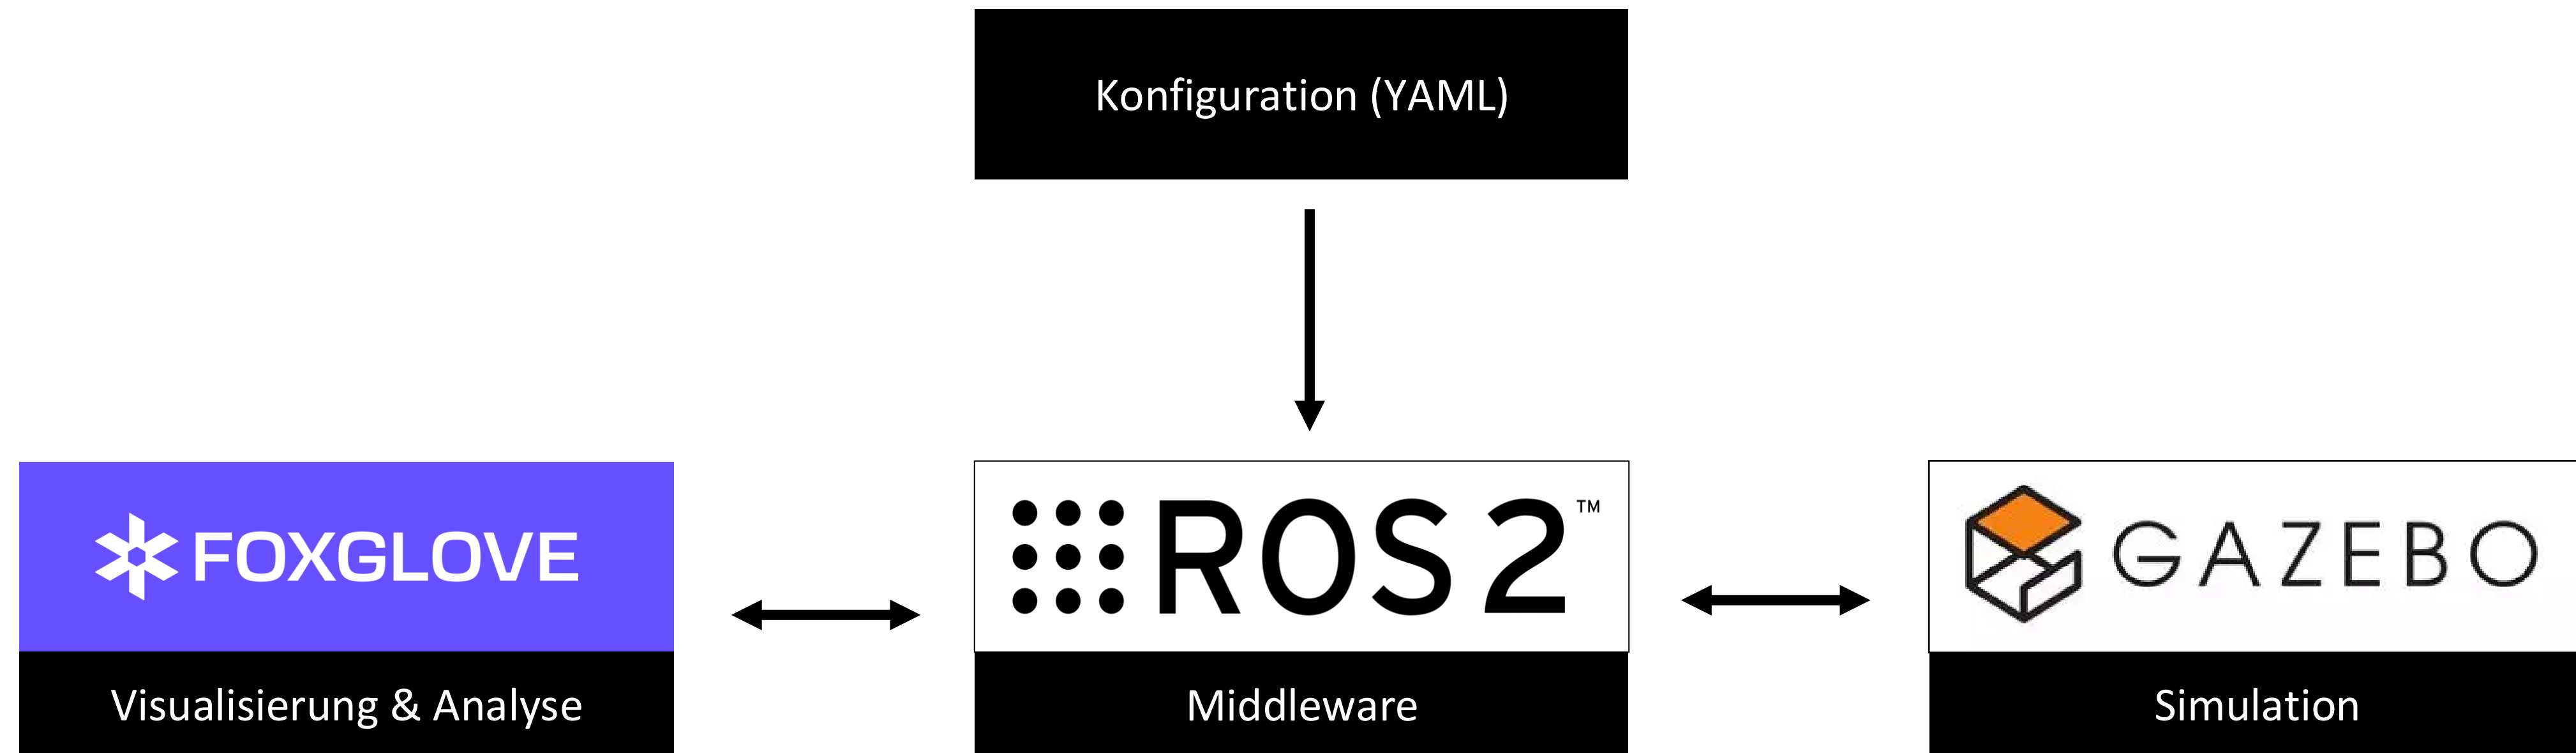 Konfiguration (YAML)
FOXGLOVE
ROS 2™
GAZEBO
Visualisierung & Analyse
Middleware
Simulation